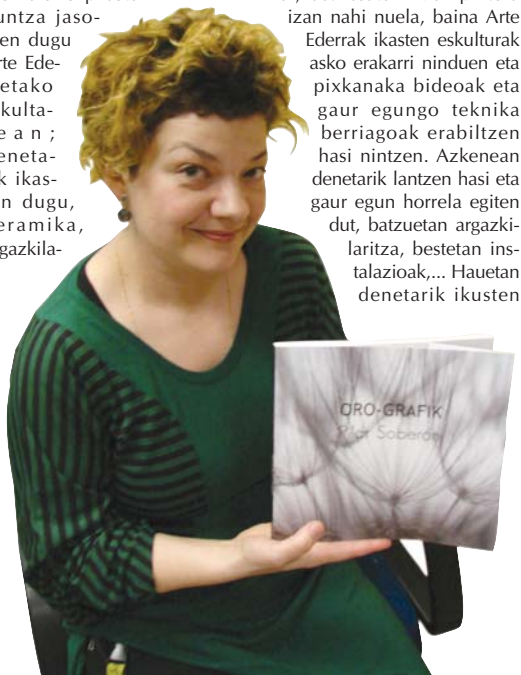 untza jaso-
en dugu
rte Ede-
etako
kulta-
ean;
eneta-
k ikas-
n dugu,
eramika,
gazkila-
izan nahi nuela, baina Arte
Ederrak ikasten eskulturak
asko erakarri ninduen eta
pixkanaka bideoak eta
gaur egungo teknika
berriagoak erabiltzen
hasi nintzen. Azkenean
denetarik lantzen hasi eta
gaur egun horrela egiten
dut, batzuetan argazki-
laritza, bestetan ins-
talazioak,... Hauetan
denetarik ikusten
ORO-GRAFIK
Pilar Soberón